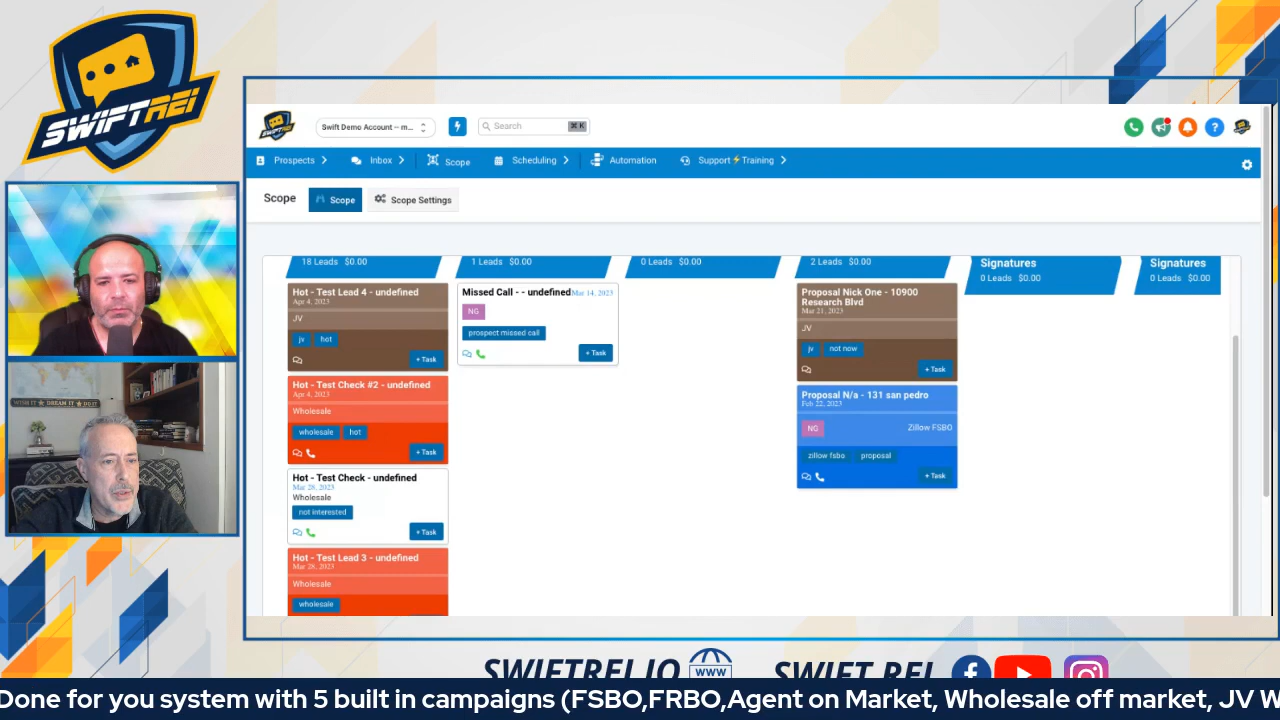 SWIFTREI
WISH IT ★ DREAM IT ★ DO IT
Swift Demo Account -- m...
Search
⌘ K
Prospects
Inbox
Scope
Scheduling
Automation
Support⚡Training
Scope
Scope
Scope Settings
18 Leads $0.00
1 Leads $0.00
0 Leads $0.00
2 Leads $0.00
Signatures
0 Leads $0.00
Signatures
0 Leads $0.00
Hot - Test Lead 4 - undefined
Apr 4, 2023
JV
jv hot
+ Task
Hot - Test Check #2 - undefined
Apr 4, 2023
Wholesale
wholesale hot
+ Task
Hot - Test Check - undefined
Mar 28, 2023
Wholesale
not interested
+ Task
Hot - Test Lead 3 - undefined
Mar 28, 2023
Wholesale
wholesale
Missed Call - - undefined Mar 14, 2023
NG
prospect missed call
+ Task
Proposal Nick One - 10900
Research Blvd
Mar 21, 2023
JV
jv not now
+ Task
Proposal N/a - 131 san pedro
Feb 22, 2023
NG Zillow FSBO
zillow fsbo proposal
+ Task
SWIFTREI.IO
WWW
SWIFT REI
Done for you system with 5 built in campaigns (FSBO,FRBO,Agent on Market, Wholesale off market, JV W